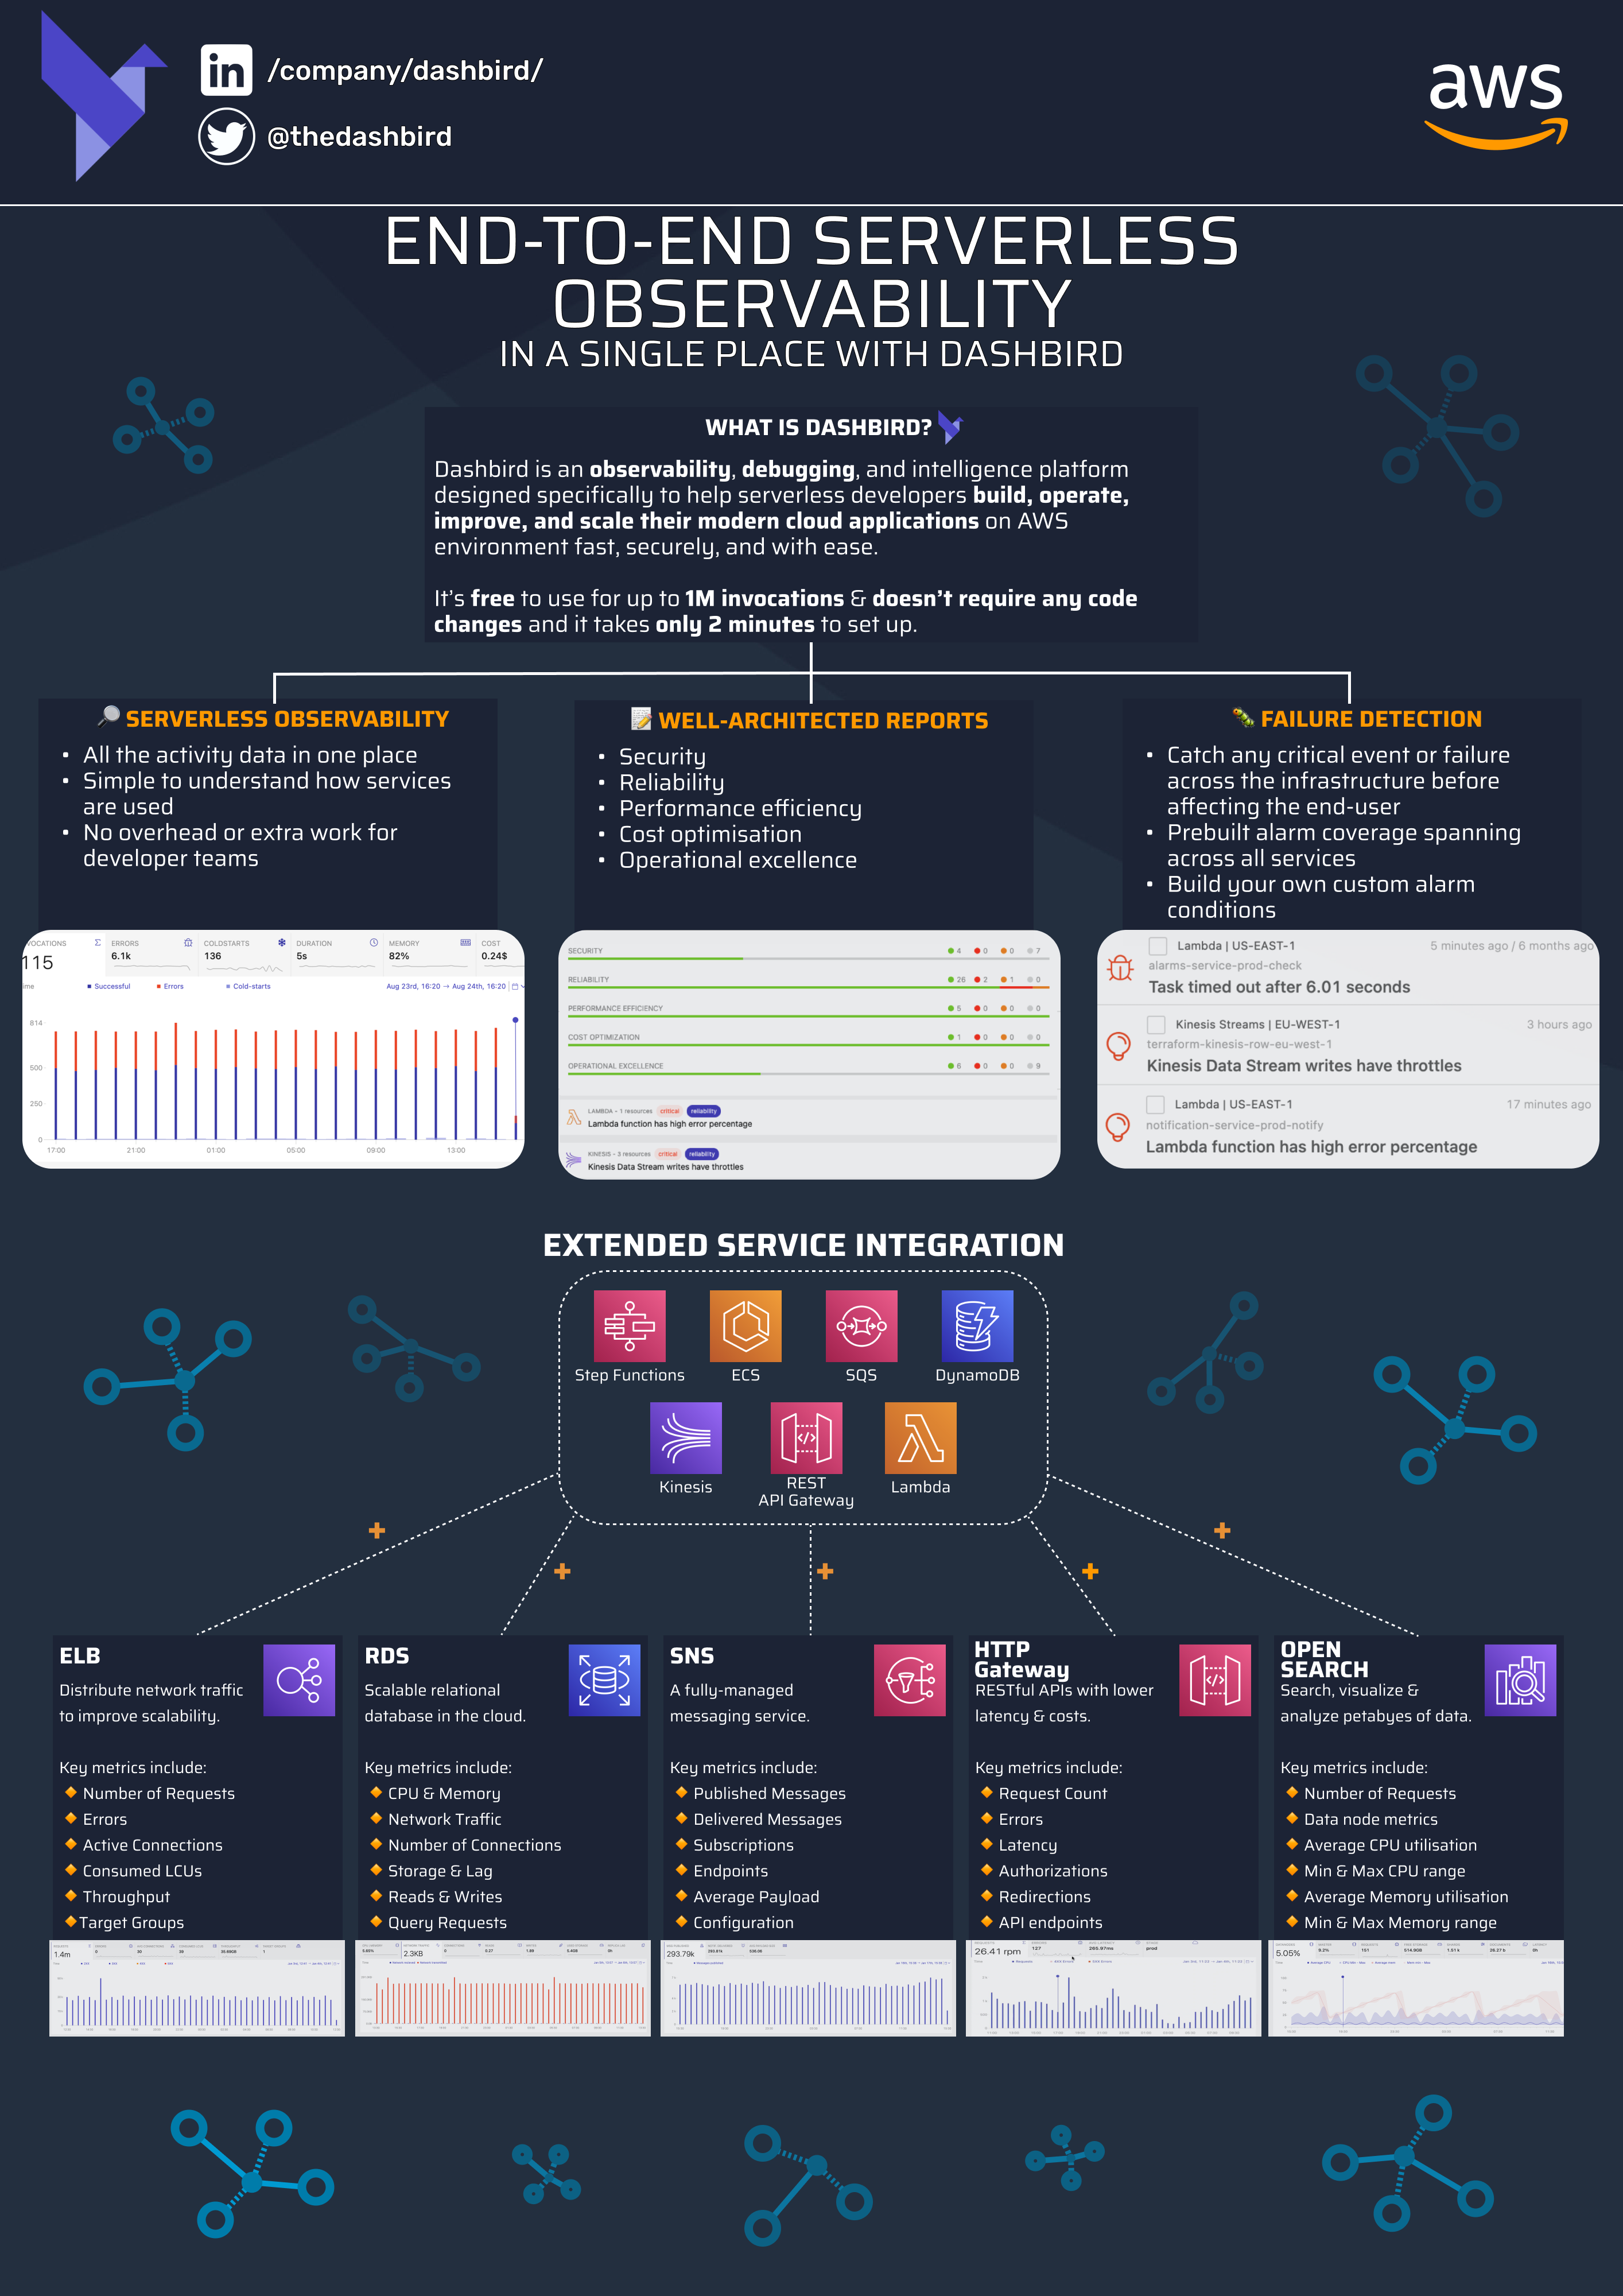 in /company/dashbird/
@thedashbird
aws
END-TO-END SERVERLESS
OBSERVABILITY
IN A SINGLE PLACE WITH DASHBIRD
WHAT IS DASHBIRD?
Dashbird is an observability, debugging, and intelligence platform
designed specifically to help serverless developers build, operate,
improve, and scale their modern cloud applications on AWS
environment fast, securely, and with ease.
It's free to use for up to 1M invocations & doesn't require any code
changes and it takes only 2 minutes to set up.
SERVERLESS OBSERVABILITY
• All the activity data in one place
• Simple to understand how services
are used
• No overhead or extra work for
developer teams
VOCATIONS Σ ERRORS COLDSTARTS DURATION MEMORY COST
115 6.1k 136 5s 82% 0.24$
ime Successful Errors Cold-starts Aug 23rd, 16:20 → Aug 24th, 16:20
814
500
250
0
17:00 21:00 01:00 05:00 09:00 13:00
WELL-ARCHITECTED REPORTS
• Security
• Reliability
• Performance efficiency
• Cost optimisation
• Operational excellence
SECURITY 4 0 0 7
RELIABILITY 26 2 1 0
PERFORMANCE EFFICIENCY 5 0 0 0
COST OPTIMIZATION 1 0 0 0
OPERATIONAL EXCELLENCE 6 0 0 9
LAMBDA - 1 resources critical reliability
Lambda function has high error percentage
KINESIS - 3 resources critical reliability
Kinesis Data Stream writes have throttles
FAILURE DETECTION
• Catch any critical event or failure
across the infrastructure before
affecting the end-user
• Prebuilt alarm coverage spanning
across all services
• Build your own custom alarm
conditions
Lambda | US-EAST-1 5 minutes ago / 6 months ago
alarms-service-prod-check
Task timed out after 6.01 seconds
Kinesis Streams | EU-WEST-1 3 hours ago
terraform-kinesis-row-eu-west-1
Kinesis Data Stream writes have throttles
Lambda | US-EAST-1 17 minutes ago
notification-service-prod-notify
Lambda function has high error percentage
EXTENDED SERVICE INTEGRATION
Step Functions ECS SQS DynamoDB
Kinesis REST
API Gateway Lambda
ELB
Distribute network traffic
to improve scalability.
Key metrics include:
Number of Requests
Errors
Active Connections
Consumed LCUs
Throughput
Target Groups
1.4m
RDS
Scalable relational
database in the cloud.
Key metrics include:
CPU & Memory
Network Traffic
Number of Connections
Storage & Lag
Reads & Writes
Query Requests
2.3KB
SNS
A fully-managed
messaging service.
Key metrics include:
Published Messages
Delivered Messages
Subscriptions
Endpoints
Average Payload
Configuration
293.79k
HTTP
Gateway
RESTful APIs with lower
latency & costs.
Key metrics include:
Request Count
Errors
Latency
Authorizations
Redirections
API endpoints
26.41 rpm
OPEN
SEARCH
Search, visualize &
analyze petabyes of data.
Key metrics include:
Number of Requests
Data node metrics
Average CPU utilisation
Min & Max CPU range
Average Memory utilisation
Min & Max Memory range
5.05%